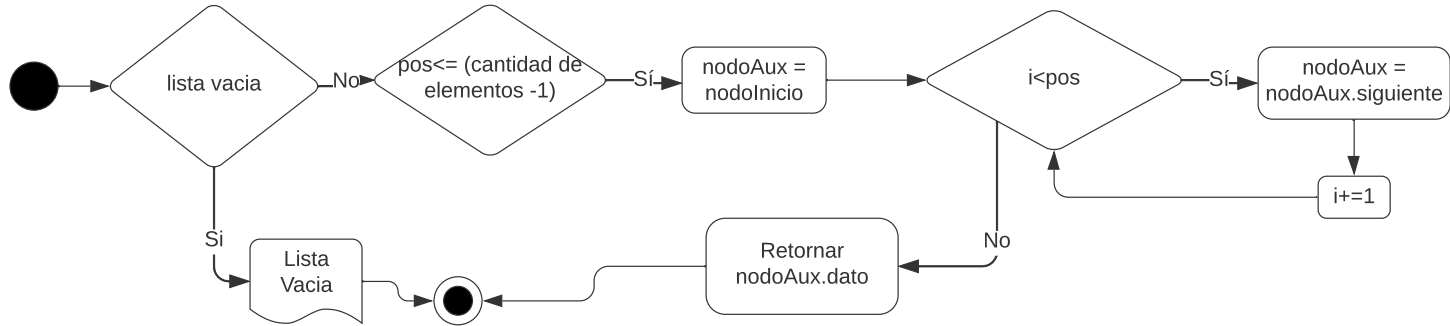 lista vacia
No
pos<= (cantidad de
elementos -1)
Sí
nodoAux =
nodoInicio
i<pos
Sí
nodoAux =
nodoAux.siguiente
i+=1
Si
Lista
Vacia
Retornar
nodoAux.dato
No